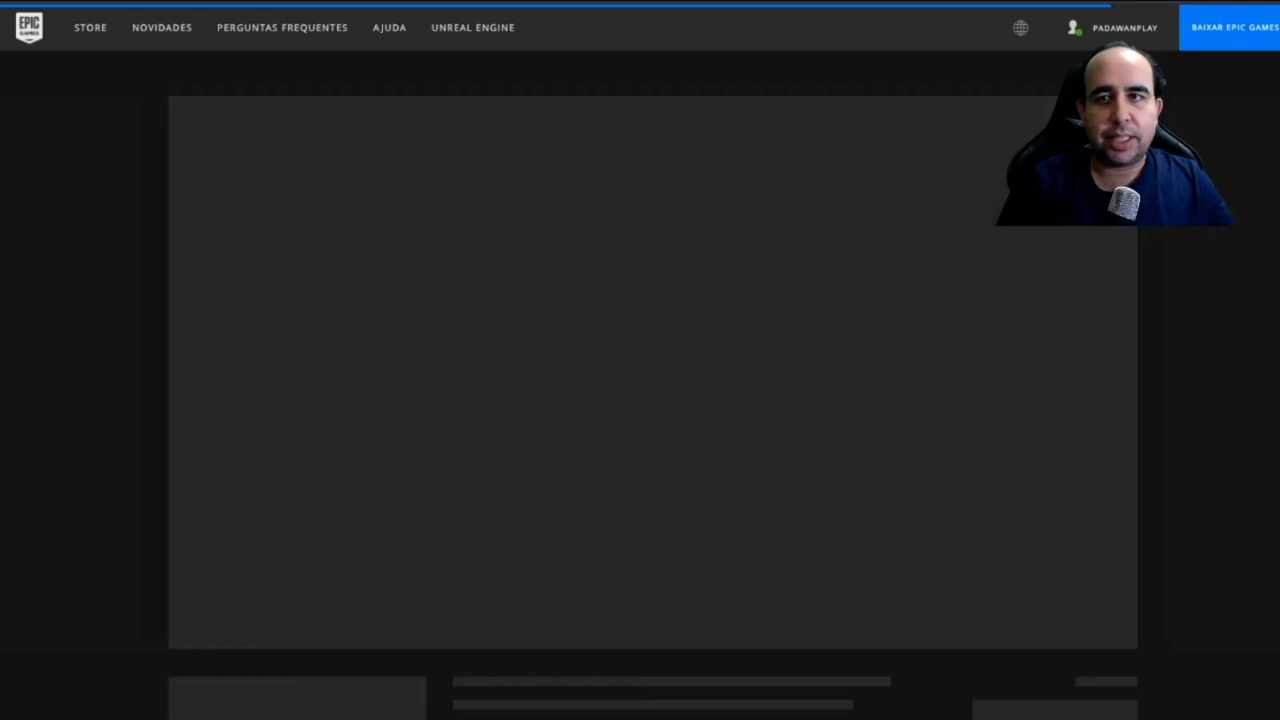 EPIC GAMES
STORE
NOVIDADES
PERGUNTAS FREQUENTES
AJUDA
UNREAL ENGINE
PADAWANPLAY
BAIXAR EPIC GAMES